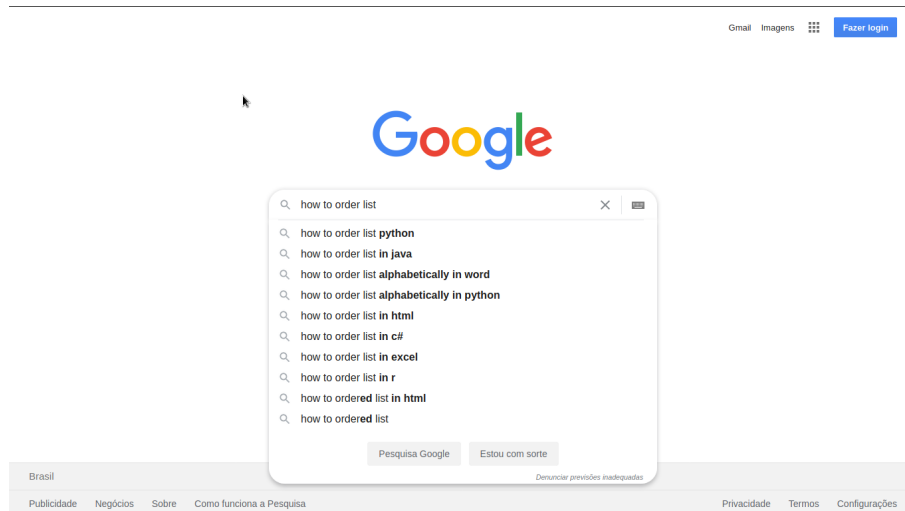 Gmail Imagens Fazer login
Google
how to order list
how to order list python
how to order list in java
how to order list alphabetically in word
how to order list alphabetically in python
how to order list in html
how to order list in c#
how to order list in excel
how to order list in r
how to ordered list in html
how to ordered list
Pesquisa Google Estou com sorte
Denunciar previsões inadequadas
Brasil
Publicidade Negócios Sobre Como funciona a Pesquisa Privacidade Termos Configurações